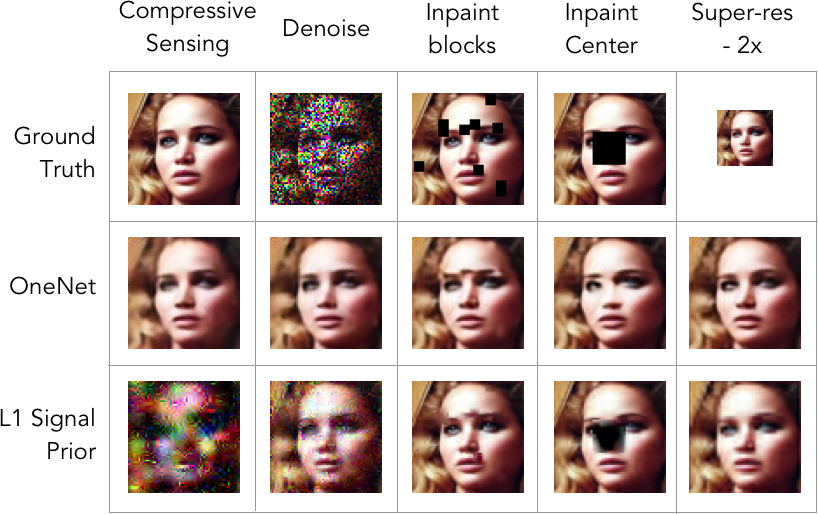 Compressive
Sensing
Denoise
Inpaint
blocks
Inpaint
Center
Super-res
- 2x
Ground
Truth
OneNet
L1 Signal
Prior